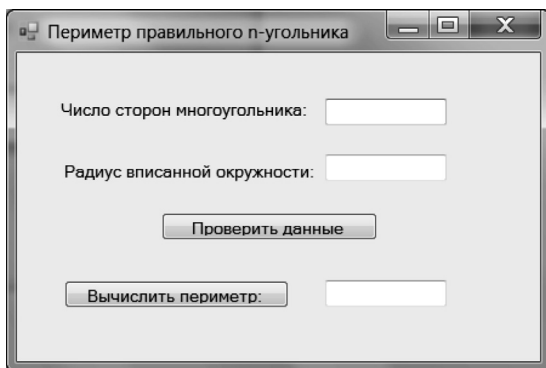 Периметр правильного n-угольника
Число сторон многоугольника:
Радиус вписанной окружности:
Проверить данные
Вычислить периметр: